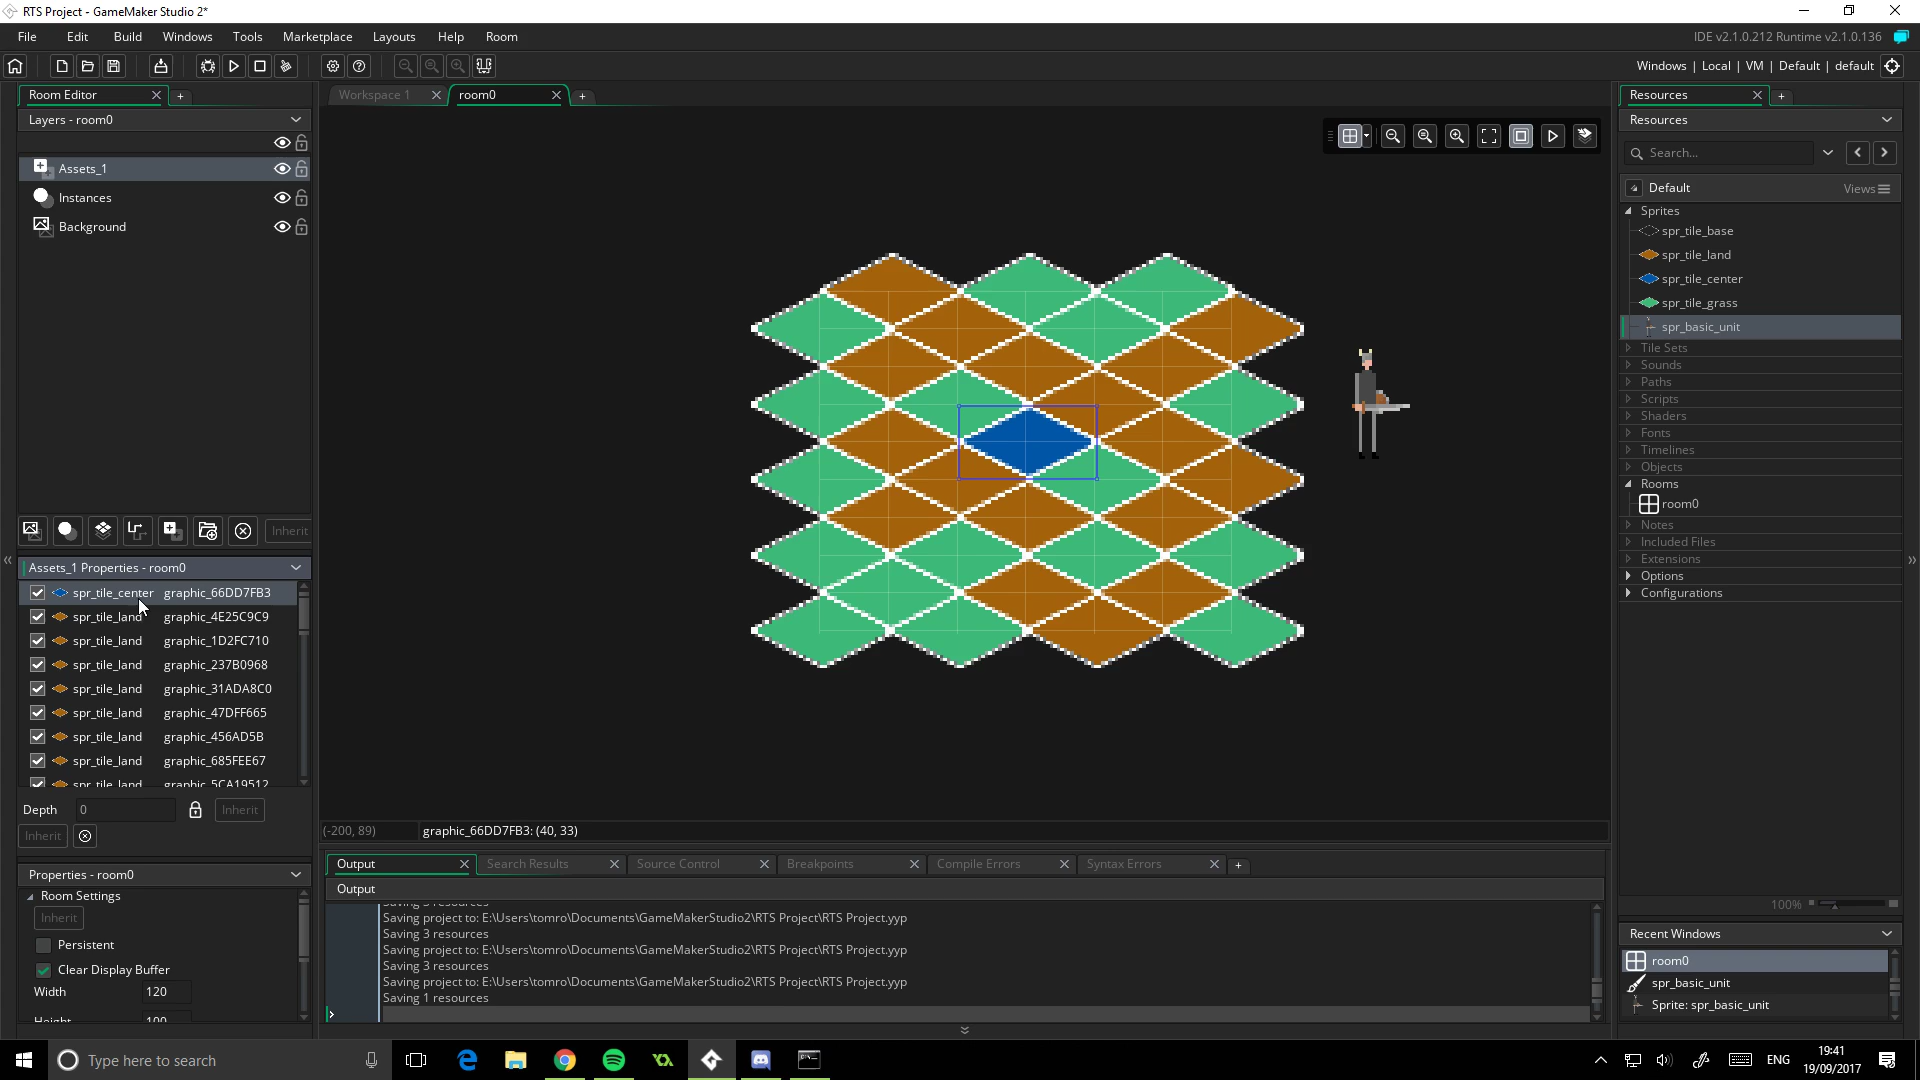 RTS Project - GameMaker Studio 2*
File Edit Build Windows Tools Marketplace Layouts Help Room
IDE v2.1.0.212 Runtime v2.1.0.136
Windows | Local | VM | Default | default
Room Editor
Workspace 1
room0
Resources
Layers - room0
Resources
Search...
Assets_1
Default
Views
Instances
Sprites
Background
spr_tile_base
spr_tile_land
spr_tile_center
spr_tile_grass
spr_basic_unit
Tile Sets
Sounds
Paths
Scripts
Shaders
Fonts
Timelines
Objects
Rooms
room0
Notes
Included Files
Extensions
Options
Configurations
Inherit
Assets_1 Properties - room0
spr_tile_center graphic_66DD7FB3
spr_tile_land graphic_4E25C9C9
spr_tile_land graphic_1D2FC710
spr_tile_land graphic_237B0968
spr_tile_land graphic_31ADA8C0
spr_tile_land graphic_47DFF665
spr_tile_land graphic_456AD5B
spr_tile_land graphic_685FEE67
spr_tile_land graphic_5CA19512
Depth 0 Inherit
Inherit
(-200, 89) graphic_66DD7FB3: (40, 33)
Output Search Results Source Control Breakpoints Compile Errors Syntax Errors
Output
Saving 3 resources
Saving project to: E:\Users\tomro\Documents\GameMakerStudio2\RTS Project\RTS Project.yyp
Saving 3 resources
Saving project to: E:\Users\tomro\Documents\GameMakerStudio2\RTS Project\RTS Project.yyp
Saving 3 resources
Saving project to: E:\Users\tomro\Documents\GameMakerStudio2\RTS Project\RTS Project.yyp
Saving 1 resources
Properties - room0
Room Settings
Inherit
Persistent
Clear Display Buffer
Width 120
Height 100
100%
Recent Windows
room0
spr_basic_unit
Sprite: spr_basic_unit
Type here to search
ENG
19:41
19/09/2017